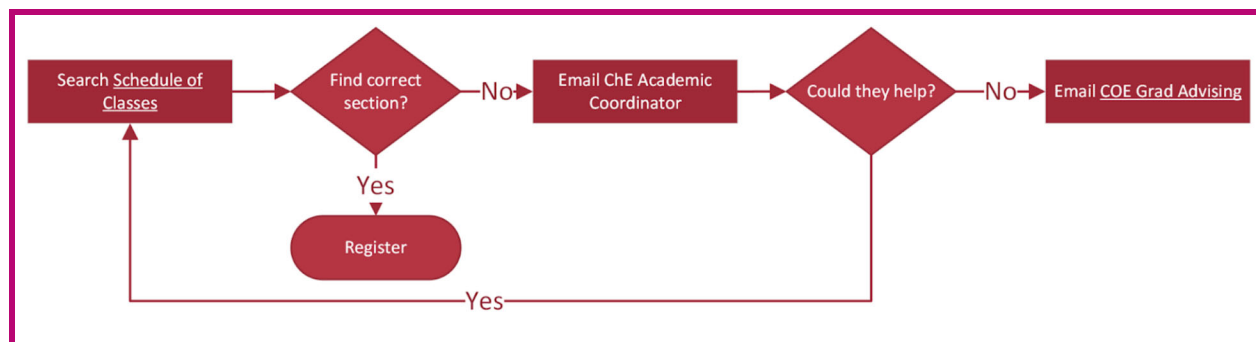 Search Schedule of
Classes
Find correct
section?
No
Email ChE Academic
Coordinator
Could they help?
No
Email COE Grad Advising
Yes
Register
Yes